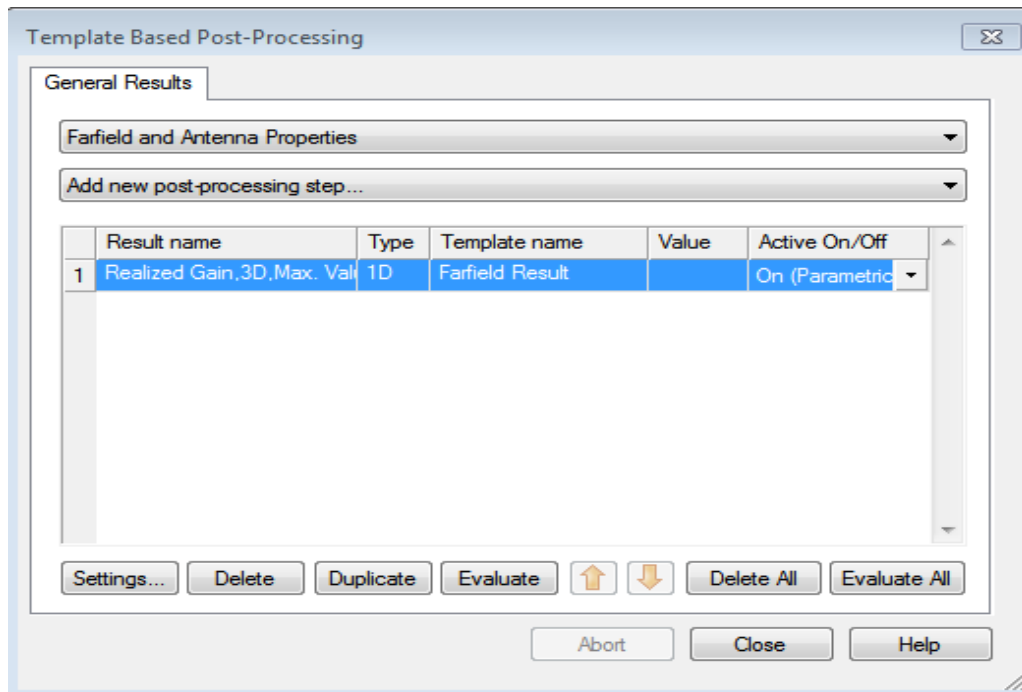 Template Based Post-Processing
General Results
Farfield and Antenna Properties
Add new post-processing step...
Result name Type Template name Value Active On/Off
1 Realized Gain,3D,Max. Val 1D Farfield Result On (Parametric
Settings... Delete Duplicate Evaluate Delete All Evaluate All
Abort Close Help